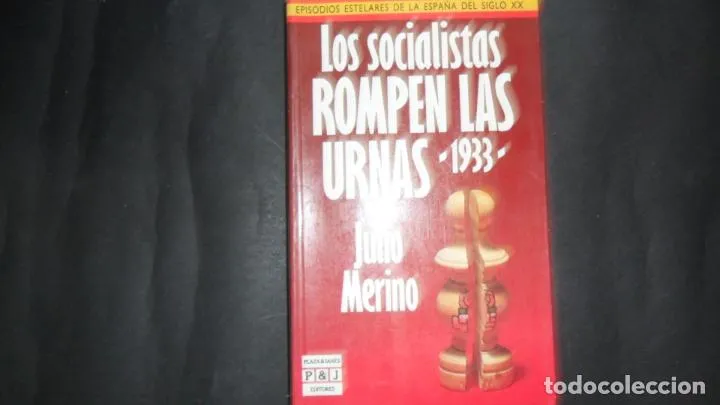 EPISODIOS ESTELARES DE LA ESPAÑA DEL SIGLO XX
Los socialistas
ROMPEN LAS
URNAS -1933-
Julio
Merino
PLAZA & JANES
P & J
EDITORES
todocoleccion